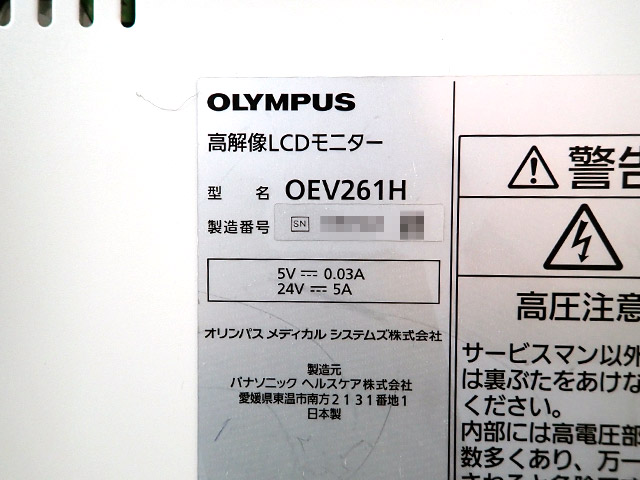 OLYMPUS
高解像LCDモニター
型 名 OEV261H
製造番号 SN
5V ⎓ 0.03A
24V ⎓ 5A
オリンパス メディカル システムズ株式会社
製造元
パナソニック ヘルスケア株式会社
愛媛県東温市南方2131番地1
日本製
警告
高圧注意
サービスマン以外
は裏ぶたをあけな
ください。
内部には高電圧部
数多くあり、万一
さわると危険